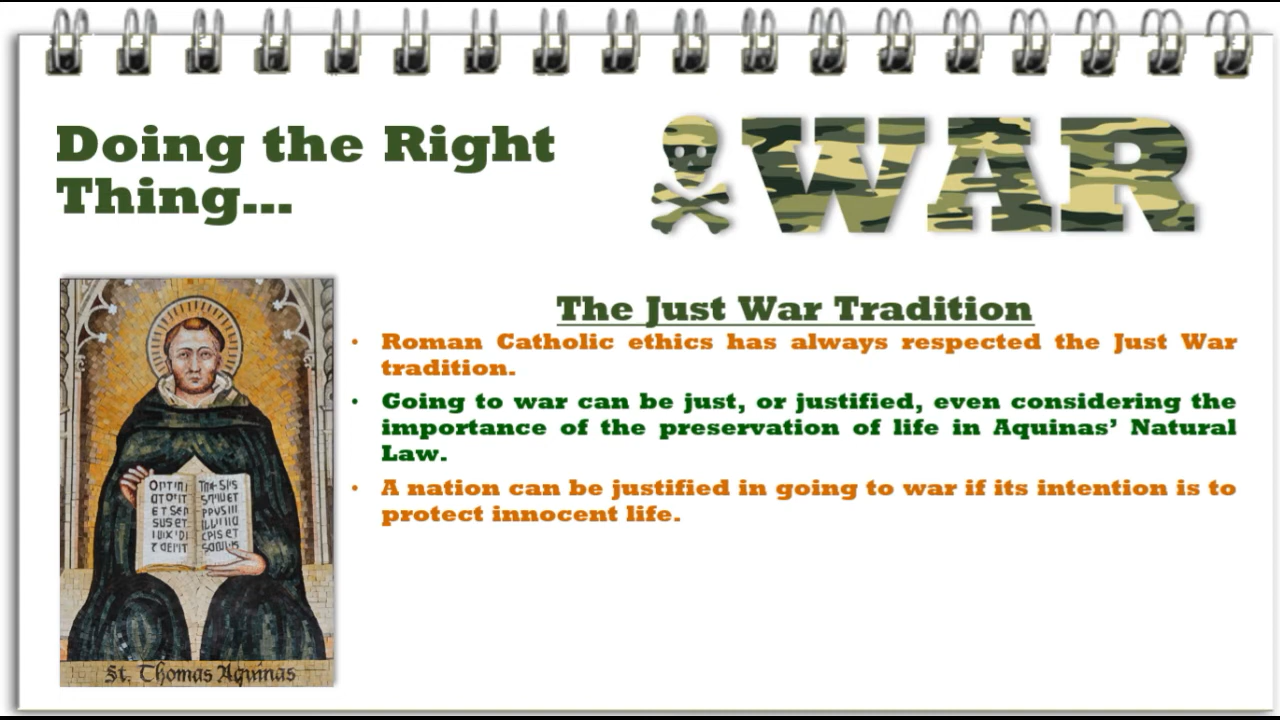 Doing the Right
Thing...
WAR
The Just War Tradition
• Roman Catholic ethics has always respected the Just War
tradition.
• Going to war can be just, or justified, even considering the
importance of the preservation of life in Aquinas’ Natural
Law.
• A nation can be justified in going to war if its intention is to
protect innocent life.
St. Thomas Aquinas